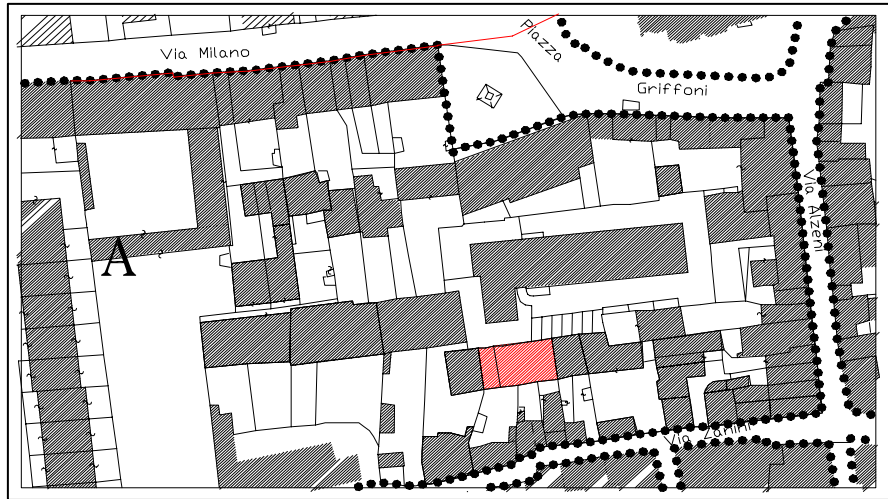 Via Milano
Piazza
Griffoni
Via Alzeni
A
Via Zanini